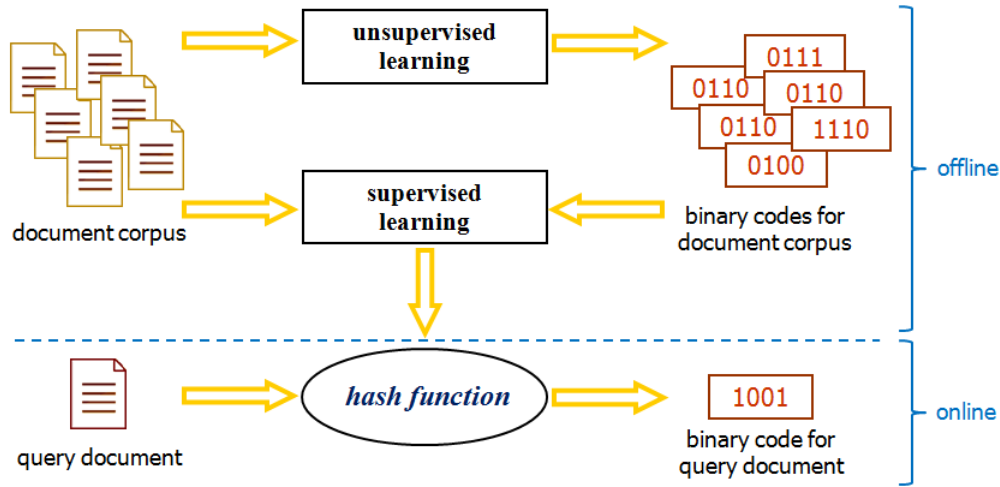 unsupervised
learning
0111
0110
0110
0110
1110
0100
offline
supervised
learning
document corpus
binary codes for
document corpus
hash function
1001
online
query document
binary code for
query document